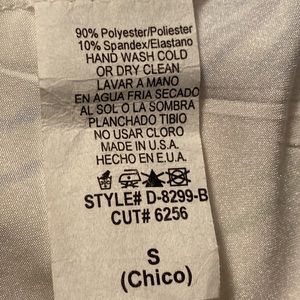 90% Polyester/Poliester
10% Spandex/Elastano
HAND WASH COLD
OR DRY CLEAN
LAVAR A MANO
EN AGUA FRIA SECADO
AL SOL O LA SOMBRA
PLANCHADO TIBIO
NO USAR CLORO
MADE IN U.S.A.
HECHO EN E.U.A.
STYLE# D-8299-B
CUT# 6256
S
(Chico)